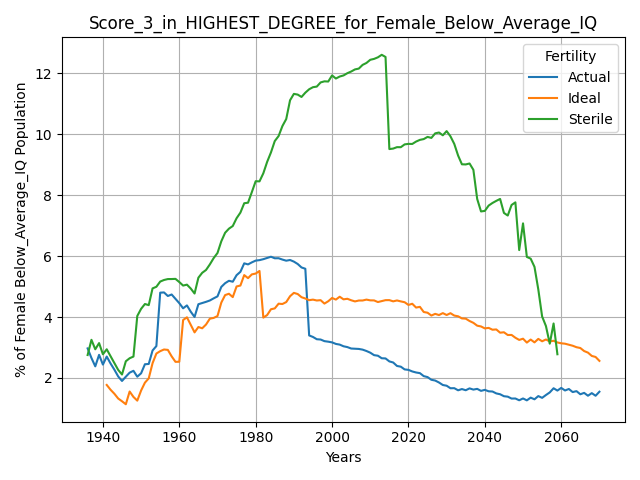 Score_3_in_HIGHEST_DEGREE_for_Female_Below_Average_IQ
% of Female Below_Average_IQ Population
12
10
8
6
4
2
Fertility
Actual
Ideal
Sterile
1940
1960
1980
2000
2020
2040
2060
Years